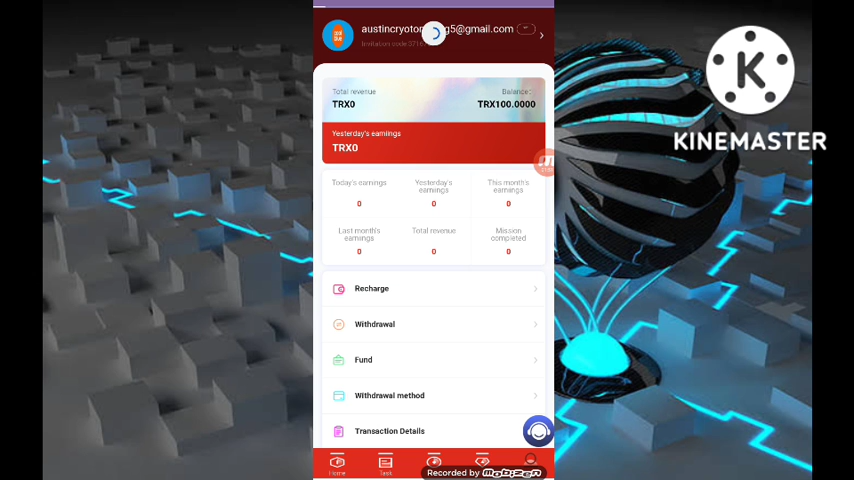 Total revenue
Balance :
TRX0
TRX100.0000
Yesterday's earnings
TRX0
Today's earnings
Yesterday's earnings
This month's earnings
0
0
0
Last month's earnings
Total revenue
Mission completed
0
0
0
Recharge
Withdrawal
Fund
Withdrawal method
Transaction Details
Home
Task
Recorded by MOBIZEN
K
KINEMASTER